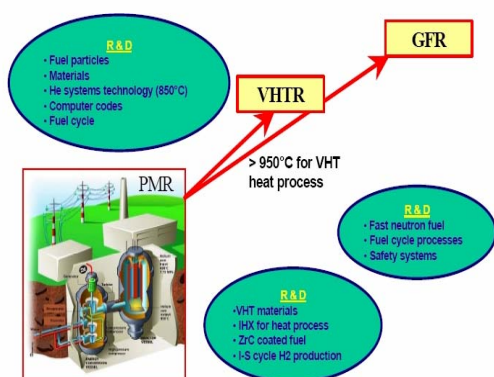 R & D
• Fuel particles
• Materials
• He systems technology (850°C)
• Computer codes
• Fuel cycle
GFR
VHTR
> 950°C for VHT
heat process
PMR
R & D
• Fast neutron fuel
• Fuel cycle processes
• Safety systems
R & D
•VHT materials
• IHX for heat process
• ZrC coated fuel
• I-S cycle H2 production